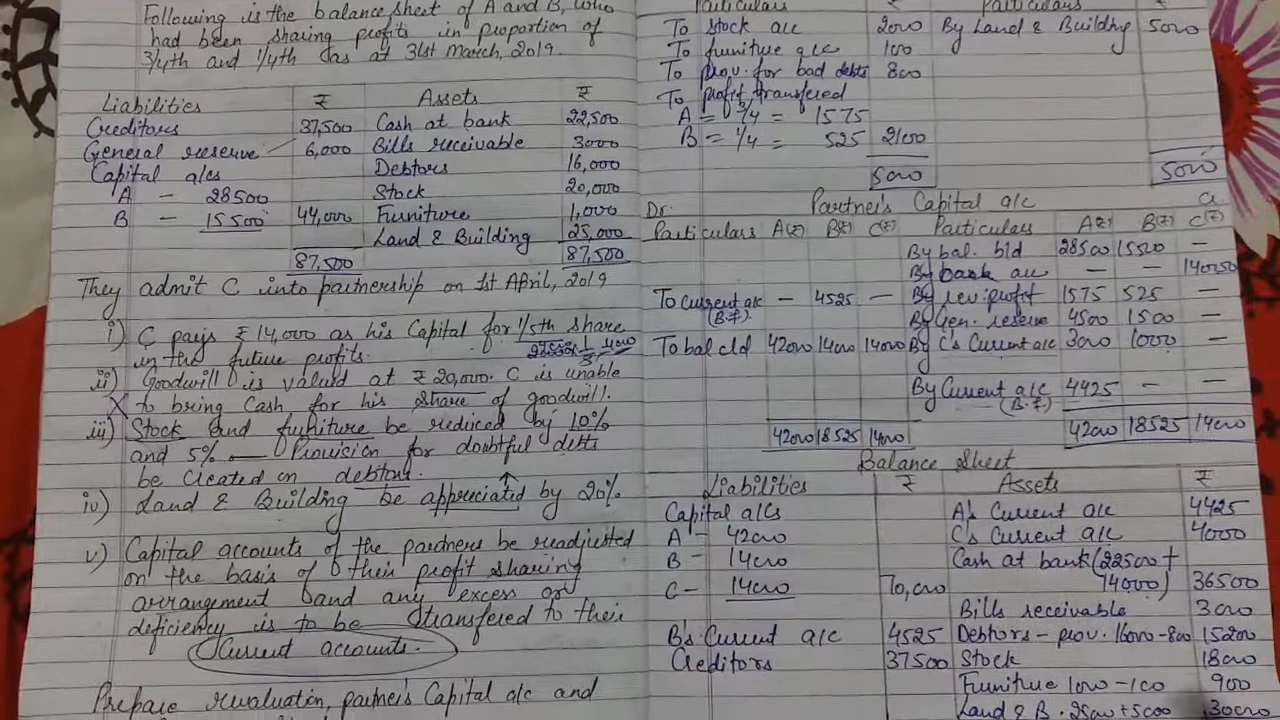 Following is the balance sheet of A and B, who
had been sharing profits in proportion of
3/4th and 1/4th as at 31st March, 2019.
Liabilities ₹ Assets ₹
Creditors 37,500 Cash at bank 22,500
General reserve 6,000 Bills receivable 3000
Capital a/cs Debtors 16,000
A - 28500 Stock 20,000
B - 15500 44,000 Furniture 1,000
Land & Building 25,000
87,500 87,500
They admit C into partnership on 1st April, 2019
i) C pays ₹ 14,000 as his Capital for 1/5th share
in the future profits.
ii) Goodwill is valued at ₹ 20,000. C is unable
to bring Cash for his share of goodwill.
iii) Stock and furniture be reduced by 10%
and 5% Provision for doubtful debts
be created on debtors.
iv) Land & Building be appreciated by 20%
v) Capital accounts of the partners be readjusted
on the basis of their profit sharing
arrangement and any excess or
deficiency is to be transfered to their
Current accounts.
Prepare revaluation, partner's Capital a/c and
Particulars ₹ Particulars
To stock a/c 2000 By Land & Building 5000
To furniture a/c 100
To prov. for bad debts 800
To profit transfered
A = 3/4 = 1575
B = 1/4 = 525 2100
5000 5000
Dr. Partner's Capital a/c Cr
Particulars A(₹) B(₹) C(₹) Particulars A(₹) B(₹) C(₹)
By bal. b/d 28500 15500 -
By bank a/c - - 14000
To current a/c - 4525 - By rev. profit 1575 525 -
(B.f.) By Gen. reserve 4500 1500 -
To bal c/d 42000 14000 14000 By C's Current a/c 3000 1000 -
By Current a/c 4425 - -
(B.f.)
42000 18525 14000 42000 18525 14000
Balance Sheet
Liabilities ₹ Assets ₹
Capital a/cs A's Current a/c 4425
A - 42000 C's Current a/c 4000
B - 14000 Cash at bank (22500 +
C - 14000 70,000 14000) 36500
Bills receivable 3000
B's Current a/c 4525 Debtors - prov. 16000-800 15200
Creditors 37500 Stock 18000
Furniture 1000-100 900
Land & B. 25000+5000 30000